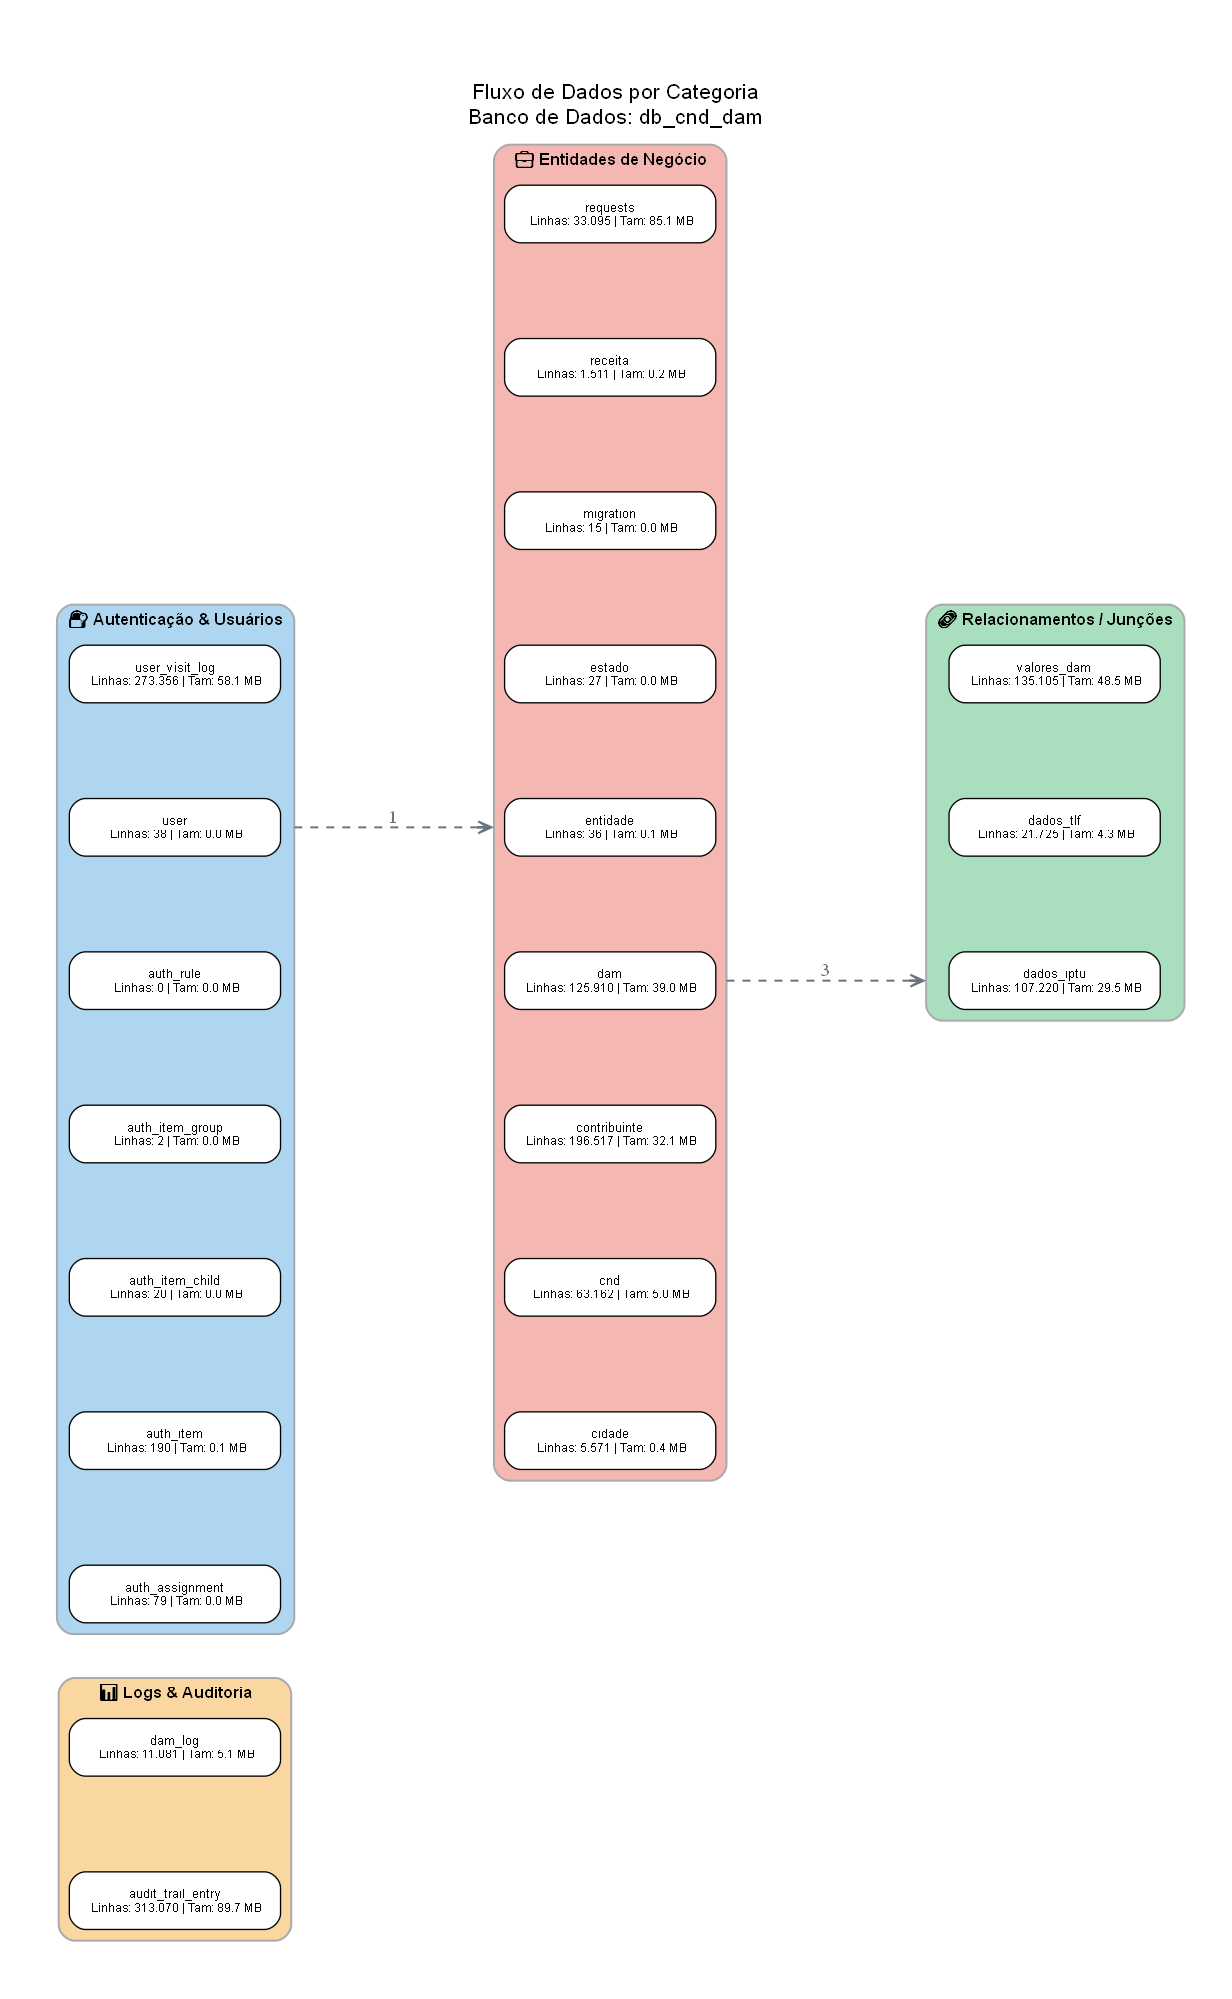 Fluxo de Dados por Categoria
Banco de Dados: db_cnd_dam
Entidades de Negócio
requests
Linhas: 33.095 | Tam: 85.1 MB
receita
Linhas: 1.511 | Tam: 0.2 MB
migration
Linhas: 15 | Tam: 0.0 MB
estado
Linhas: 27 | Tam: 0.0 MB
entidade
Linhas: 36 | Tam: 0.1 MB
dam
Linhas: 125.910 | Tam: 39.0 MB
contribuinte
Linhas: 196.517 | Tam: 32.1 MB
cnd
Linhas: 63.162 | Tam: 5.0 MB
cidade
Linhas: 5.571 | Tam: 0.4 MB
Autenticação & Usuários
user_visit_log
Linhas: 273.356 | Tam: 58.1 MB
user
Linhas: 38 | Tam: 0.0 MB
auth_rule
Linhas: 0 | Tam: 0.0 MB
auth_item_group
Linhas: 2 | Tam: 0.0 MB
auth_item_child
Linhas: 20 | Tam: 0.0 MB
auth_item
Linhas: 190 | Tam: 0.1 MB
auth_assignment
Linhas: 79 | Tam: 0.0 MB
1
3
Relacionamentos / Junções
valores_dam
Linhas: 135.105 | Tam: 48.5 MB
dados_tlf
Linhas: 21.725 | Tam: 4.3 MB
dados_iptu
Linhas: 107.220 | Tam: 29.5 MB
Logs & Auditoria
dam_log
Linhas: 11.081 | Tam: 5.1 MB
audit_trail_entry
Linhas: 313.070 | Tam: 89.7 MB